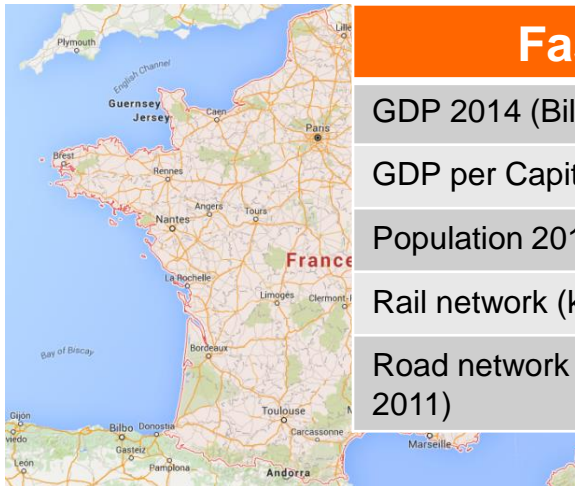 Plymouth
English Channel
Guernsey
Jersey
Caen
Lille
Paris
Brest
Rennes
Angers
Tours
Nantes
France
La Rochelle
Limoges
Clermont-F
Bordeaux
Bay of Biscay
Toulouse
Carcassonne
Gijón
viedo
Bilbo
Donostia
Gasteiz
León
Pamplona
Andorra
Marseille
M
Fa
GDP 2014 (Bil
GDP per Capit
Population 201
Rail network (k
Road network
2011)